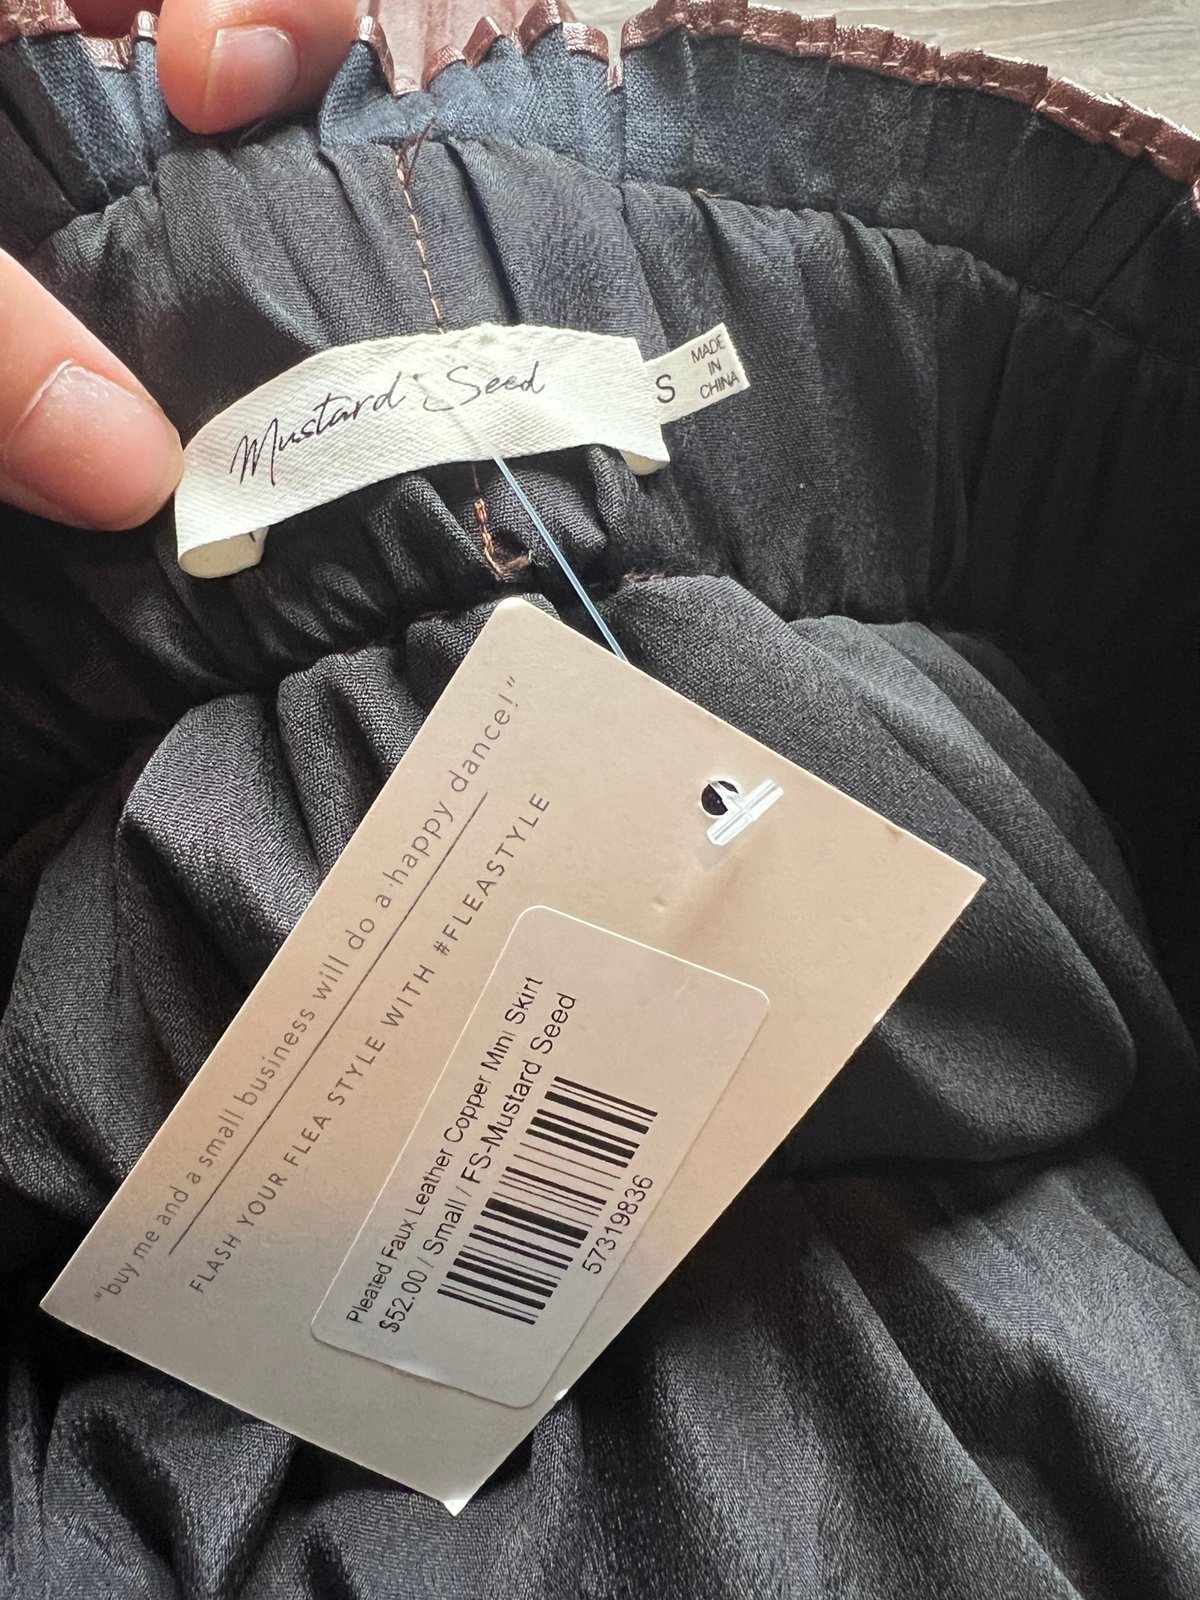 Mustard Seed
S
MADE
IN
CHINA
"buy me and a small business will do a happy dance!"
FLASH YOUR FLEA STYLE WITH #FLEASTYLE
Pleated Faux Leather Copper Mini Skirt
$52.00 / Small / FS-Mustard Seed
57319836